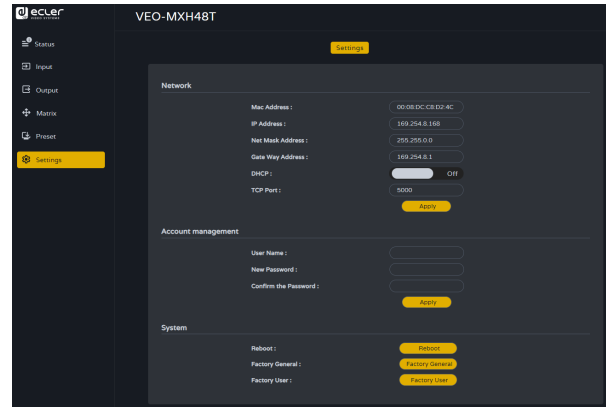 ecler
VIDEO SYSTEMS
VEO-MXH48T
Settings
Status
Input
Output
Matrix
Preset
Settings
Network
Mac Address :
00:08:DC:C8:D2:4C
IP Address :
169.254.8.168
Net Mask Address :
255.255.0.0
Gate Way Address :
169.254.8.1
DHCP :
Off
TCP Port :
5000
Apply
Account management
User Name :
New Password :
Confirm the Password :
Apply
System
Reboot :
Reboot
Factory General :
Factory General
Factory User :
Factory User